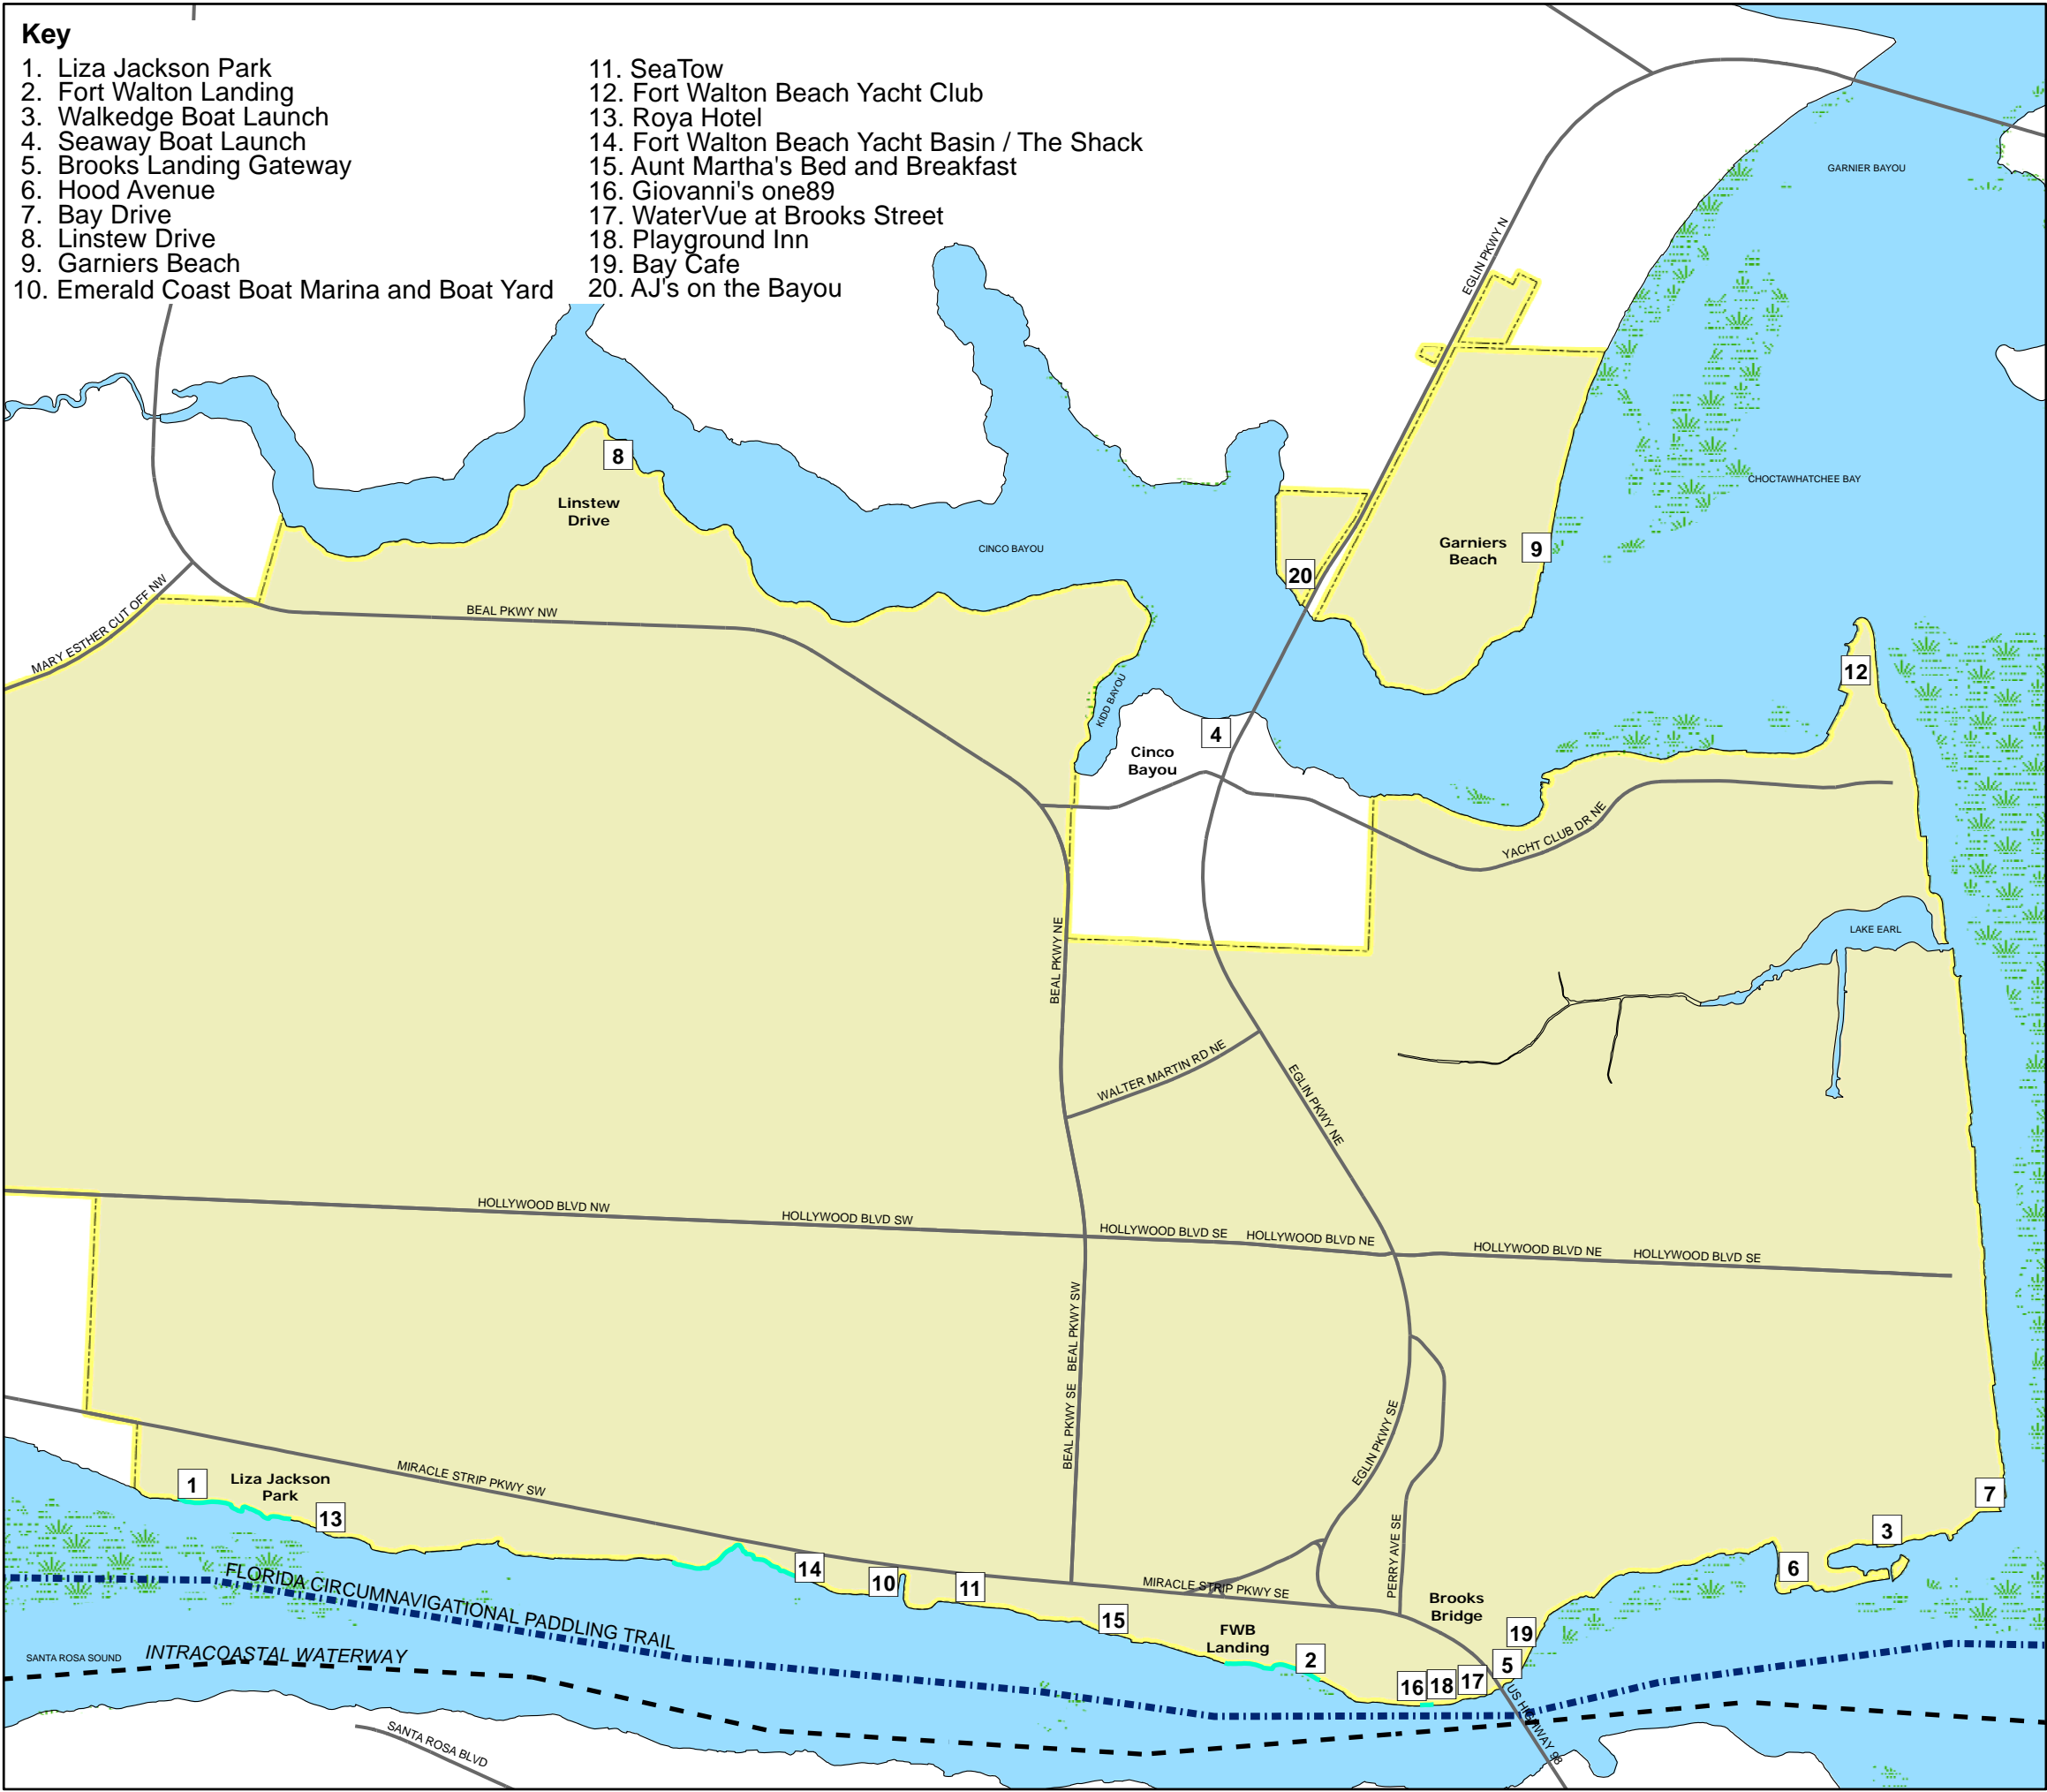 Key
1. Liza Jackson Park
2. Fort Walton Landing
3. Walkedge Boat Launch
4. Seaway Boat Launch
5. Brooks Landing Gateway
6. Hood Avenue
7. Bay Drive
8. Linstew Drive
9. Garniers Beach
10. Emerald Coast Boat Marina and Boat Yard
11. SeaTow
12. Fort Walton Beach Yacht Club
13. Roya Hotel
14. Fort Walton Beach Yacht Basin / The Shack
15. Aunt Martha's Bed and Breakfast
16. Giovanni's one89
17. WaterVue at Brooks Street
18. Playground Inn
19. Bay Cafe
20. AJ's on the Bayou
GARNIER BAYOU
EGLIN PKWY N
8
Linstew
Drive
CHOCTAWHATCHEE BAY
CINCO BAYOU
Garniers
Beach
9
20
MARY ESTHER CUT OFF NW
BEAL PKWY NW
12
KIDD BAYOU
4
Cinco
Bayou
YACHT CLUB DR NE
LAKE EARL
BEAL PKWY NE
WALTER MARTIN RD NE
EGLIN PKWY NE
HOLLYWOOD BLVD NW
HOLLYWOOD BLVD SW
HOLLYWOOD BLVD SE
HOLLYWOOD BLVD NE
HOLLYWOOD BLVD NE
HOLLYWOOD BLVD SE
BEAL PKWY SW
BEAL PKWY SE
EGLIN PKWY SE
PERRY AVE SE
1
Liza Jackson
Park
13
MIRACLE STRIP PKWY SW
7
3
6
14
10
11
MIRACLE STRIP PKWY SE
Brooks
Bridge
15
FWB
Landing
2
19
5
16
18
17
US HIGHWAY 98
FLORIDA CIRCUMNAVIGATIONAL PADDLING TRAIL
SANTA ROSA SOUND
INTRACOASTAL WATERWAY
SANTA ROSA BLVD